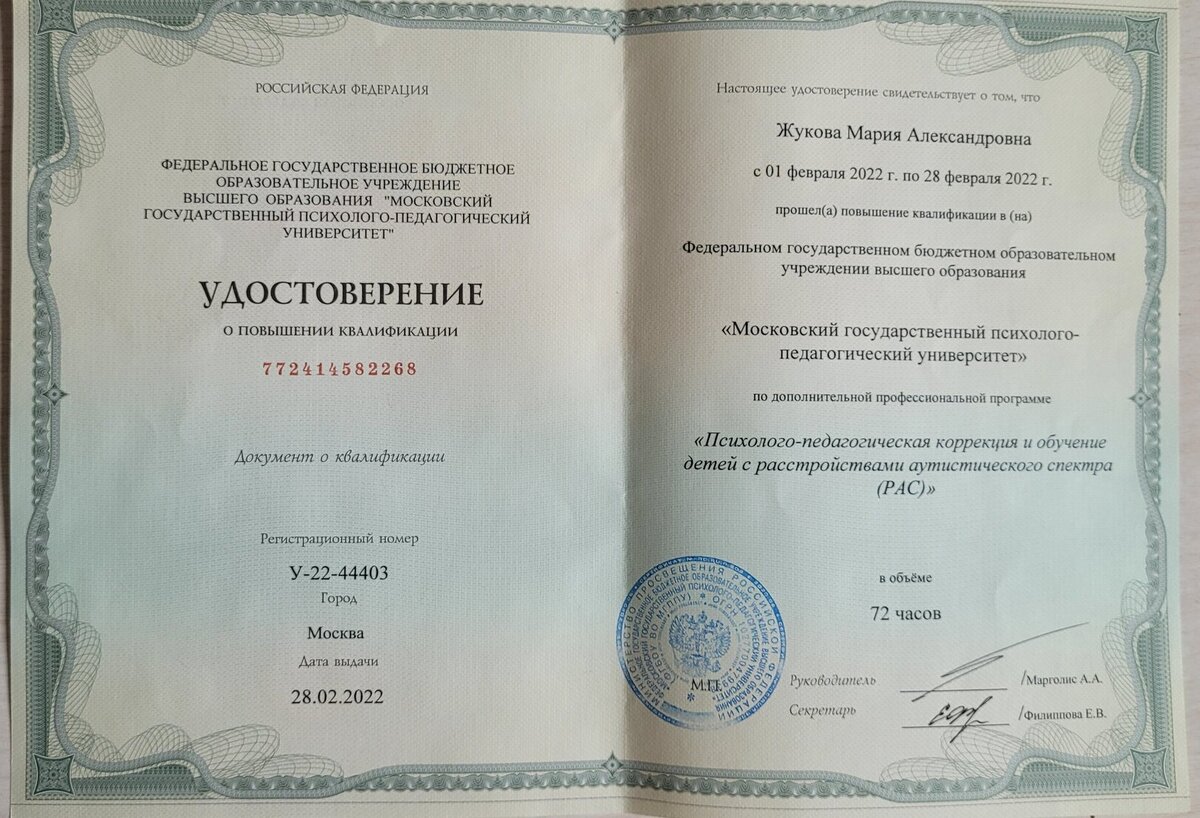 РОССИЙСКАЯ ФЕДЕРАЦИЯ
ФЕДЕРАЛЬНОЕ ГОСУДАРСТВЕННОЕ БЮДЖЕТНОЕ
ОБРАЗОВАТЕЛЬНОЕ УЧРЕЖДЕНИЕ
ВЫСШЕГО ОБРАЗОВАНИЯ "МОСКОВСКИЙ
ГОСУДАРСТВЕННЫЙ ПСИХОЛОГО-ПЕДАГОГИЧЕСКИЙ
УНИВЕРСИТЕТ"
УДОСТОВЕРЕНИЕ
О ПОВЫШЕНИИ КВАЛИФИКАЦИИ
772414582268
Документ о квалификации
Регистрационный номер
У-22-44403
Город
Москва
Дата выдачи
28.02.2022
Настоящее удостоверение свидетельствует о том, что
Жукова Мария Александровна
с 01 февраля 2022 г. по 28 февраля 2022 г.
прошел(а) повышение квалификации в (на)
Федеральном государственном бюджетном образовательном
учреждении высшего образования
«Московский государственный психолого-
педагогический университет»
по дополнительной профессиональной программе
«Психолого-педагогическая коррекция и обучение
детей с расстройствами аутистического спектра
(РАС)»
в объёме
72 часов
МИНИСТЕРСТВО ПРОСВЕЩЕНИЯ РОССИЙСКОЙ ФЕДЕРАЦИИ
М.П.
Руководитель /Марголис А.А.
Секретарь /Филиппова Е.В.